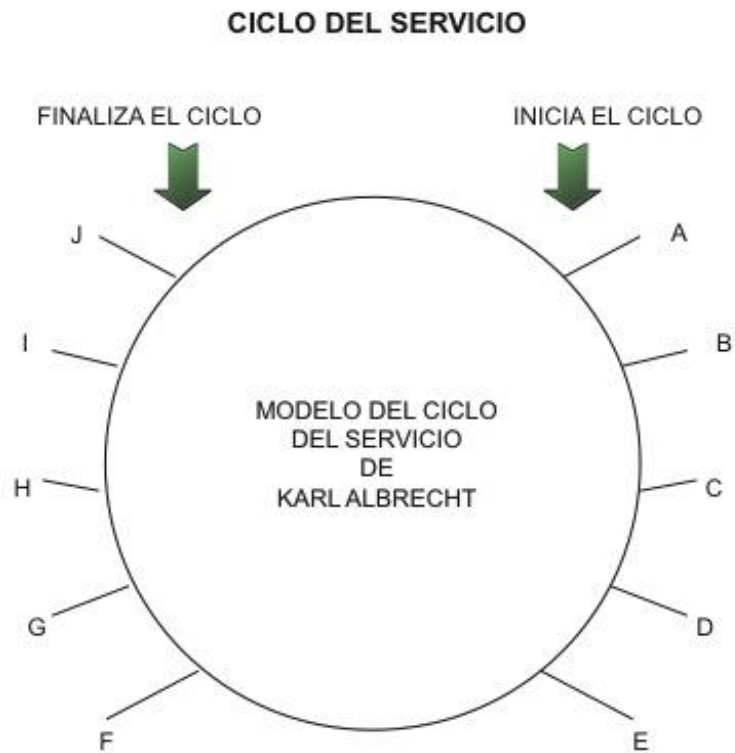 CICLO DEL SERVICIO
FINALIZA EL CICLO
INICIA EL CICLO
J
A
I
B
MODELO DEL CICLO
DEL SERVICIO
DE
KARL ALBRECHT
H
C
G
D
F
E